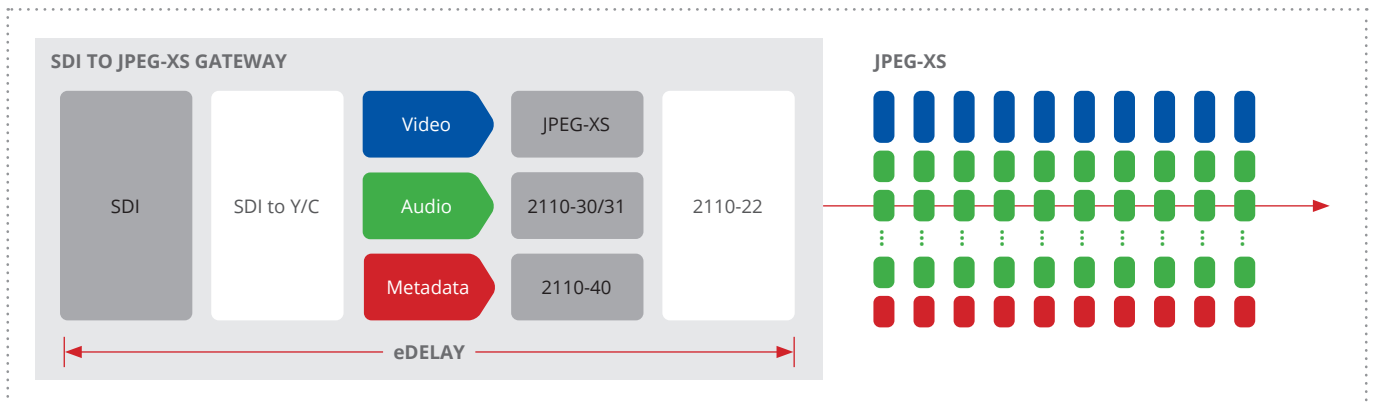 SDI TO JPEG-XS GATEWAY
JPEG-XS
SDI
SDI to Y/C
Video
JPEG-XS
Audio
2110-30/31
Metadata
2110-40
2110-22
eDELAY